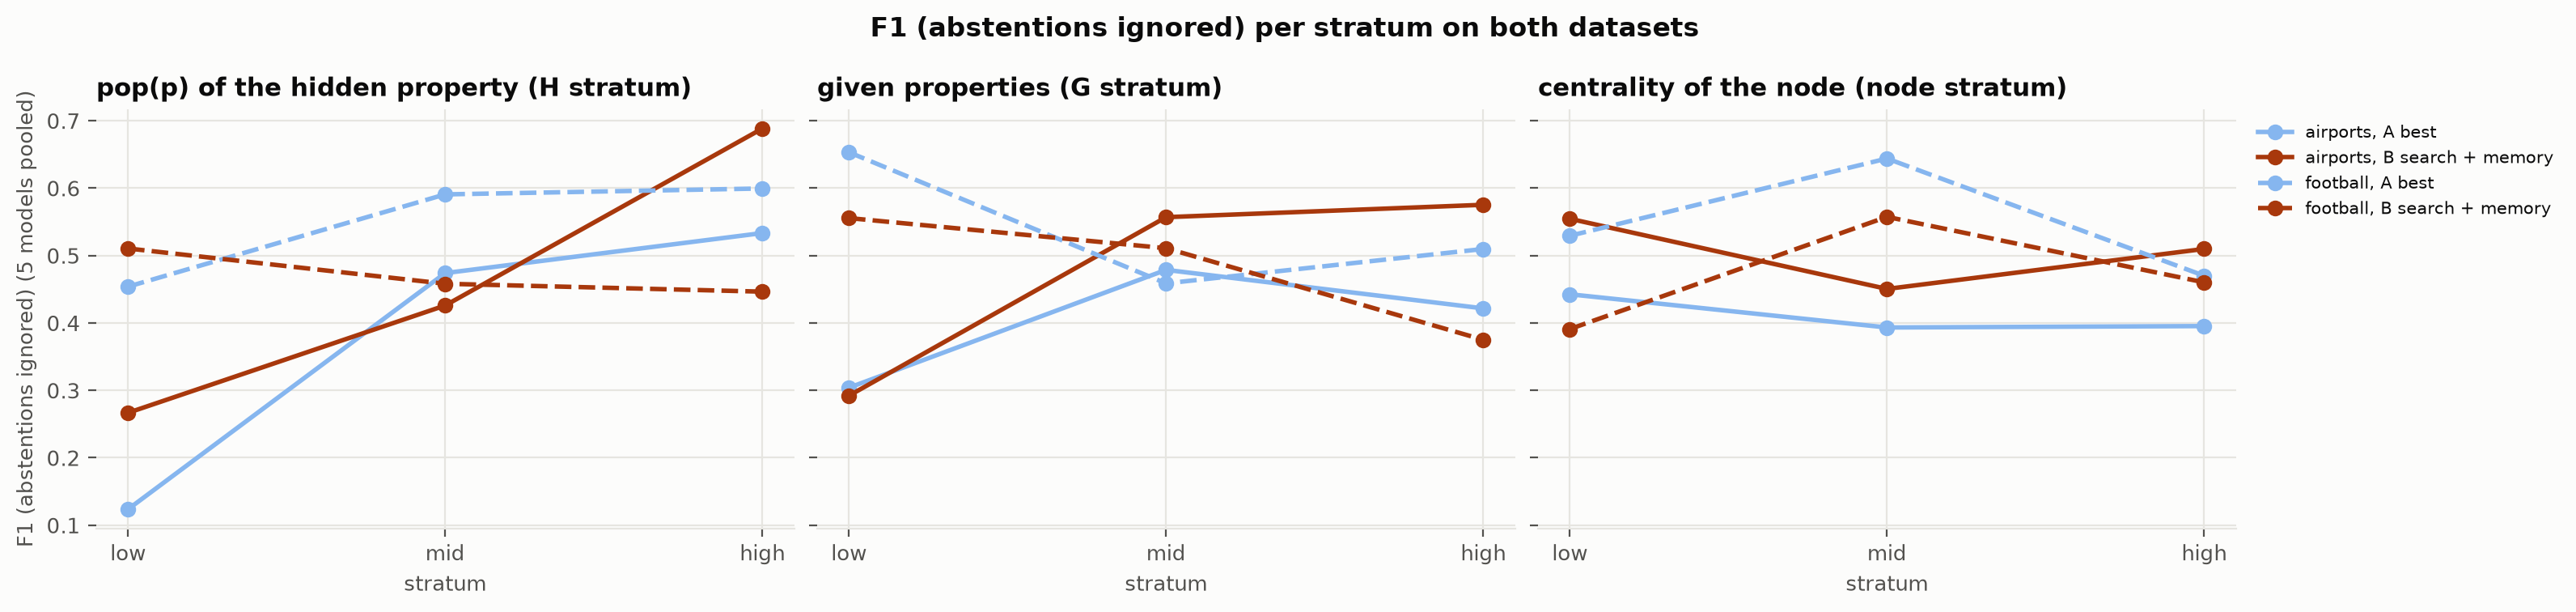 F1 (abstentions ignored) per stratum on both datasets
pop(p) of the hidden property (H stratum)
given properties (G stratum)
centrality of the node (node stratum)
F1 (abstentions ignored) (5 models pooled)
0.7
0.6
0.5
0.4
0.3
0.2
0.1
low mid high
stratum
low mid high
stratum
low mid high
stratum
airports, A best
airports, B search + memory
football, A best
football, B search + memory